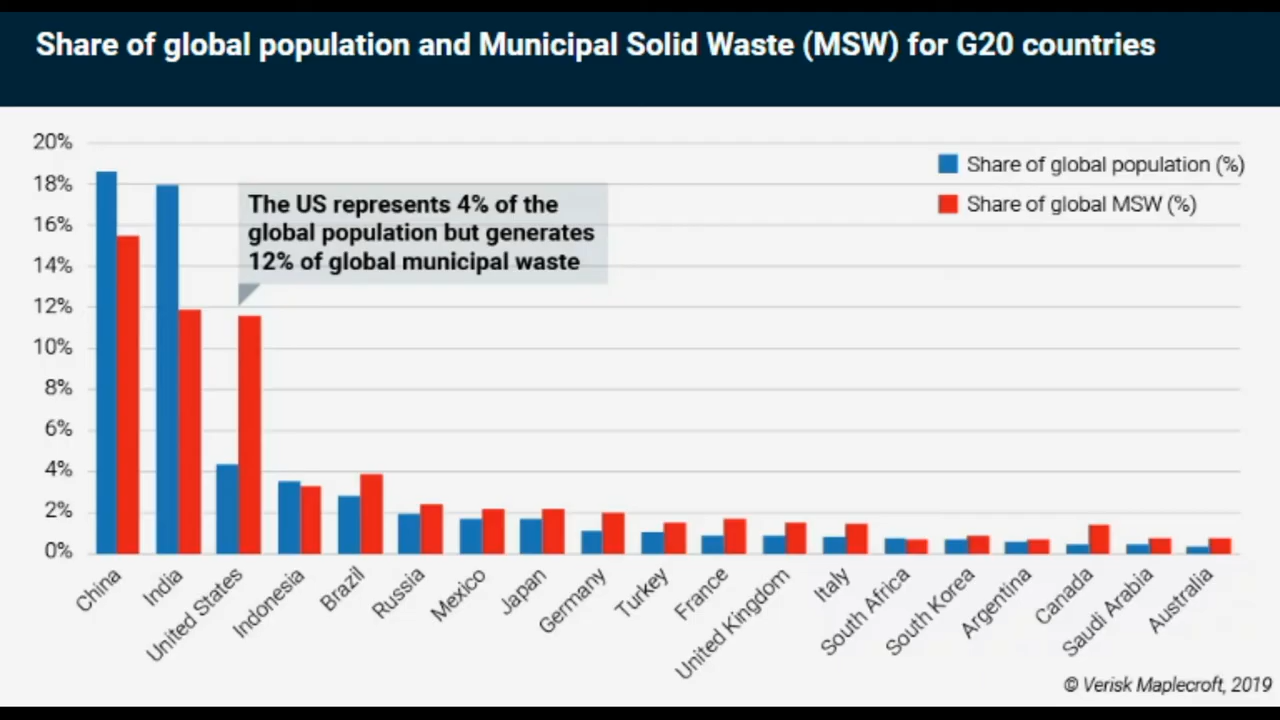 Share of global population and Municipal Solid Waste (MSW) for G20 countries
20%
18%
16%
14%
12%
10%
8%
6%
4%
2%
0%
Share of global population (%)
Share of global MSW (%)
The US represents 4% of the
global population but generates
12% of global municipal waste
China
India
United States
Indonesia
Brazil
Russia
Mexico
Japan
Germany
Turkey
France
United Kingdom
Italy
South Africa
South Korea
Argentina
Canada
Saudi Arabia
Australia
© Verisk Maplecroft, 2019